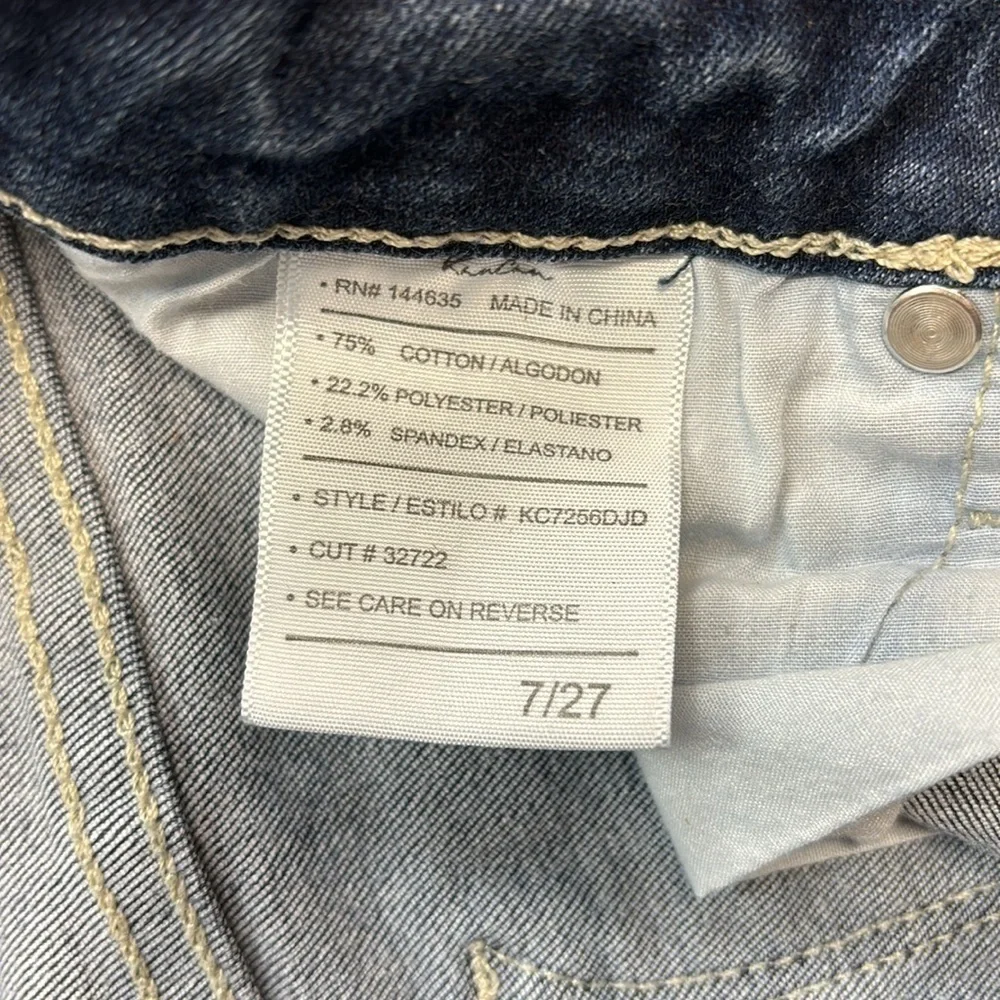 • RN# 144635 MADE IN CHINA
• 75% COTTON / ALGODON
• 22.2% POLYESTER / POLIESTER
• 2.8% SPANDEX / ELASTANO
• STYLE / ESTILO # KC7256DJD
• CUT # 32722
• SEE CARE ON REVERSE
7/27